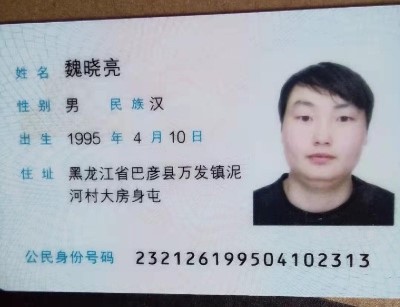 姓名 魏晓亮
性别 男 民族 汉
出生 1995 年 4 月 10 日
住址 黑龙江省巴彦县万发镇泥
河村大房身屯
公民身份号码 232126199504102313